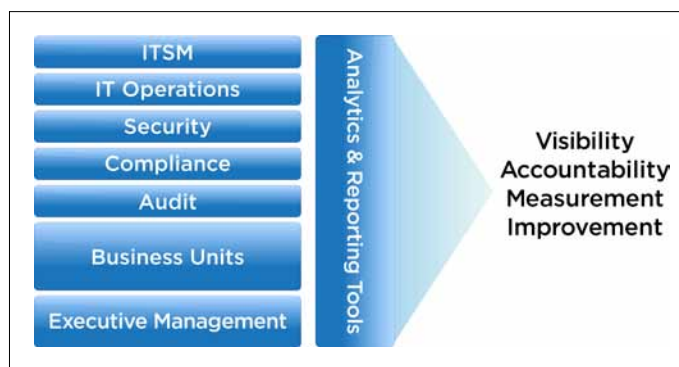 ITSM
IT Operations
Security
Compliance
Audit
Business Units
Executive Management
Analytics & Reporting Tools
Visibility
Accountability
Measurement
Improvement